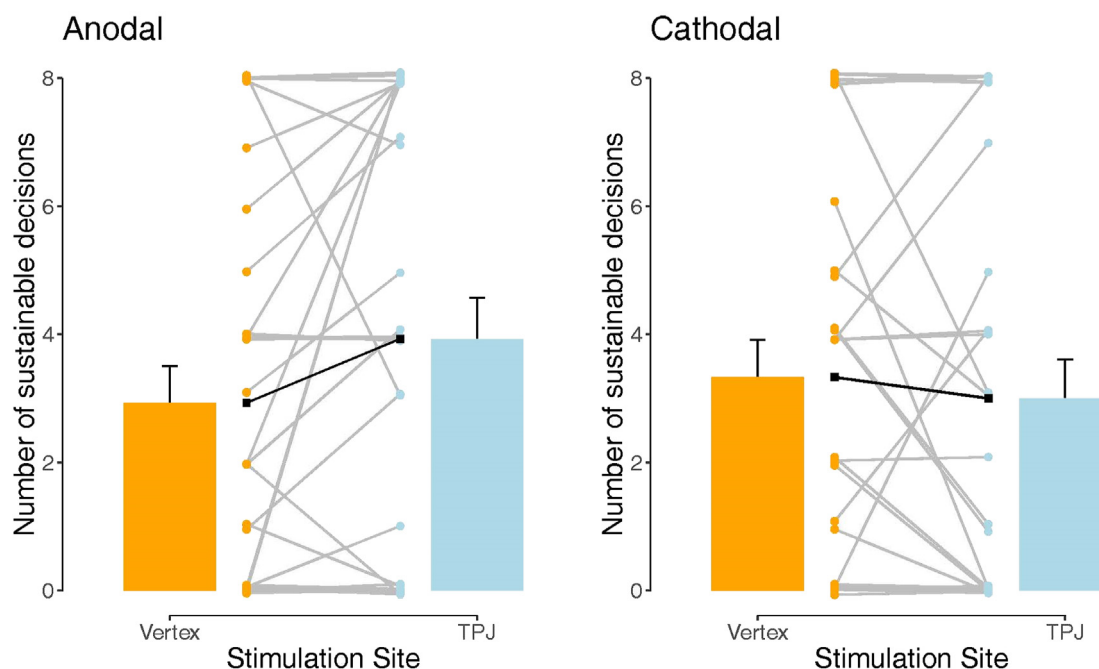 Anodal
Number of sustainable decisions
8
6
4
2
0
Vertex
TPJ
Stimulation Site
Cathodal
Number of sustainable decisions
8
6
4
2
0
Vertex
TPJ
Stimulation Site